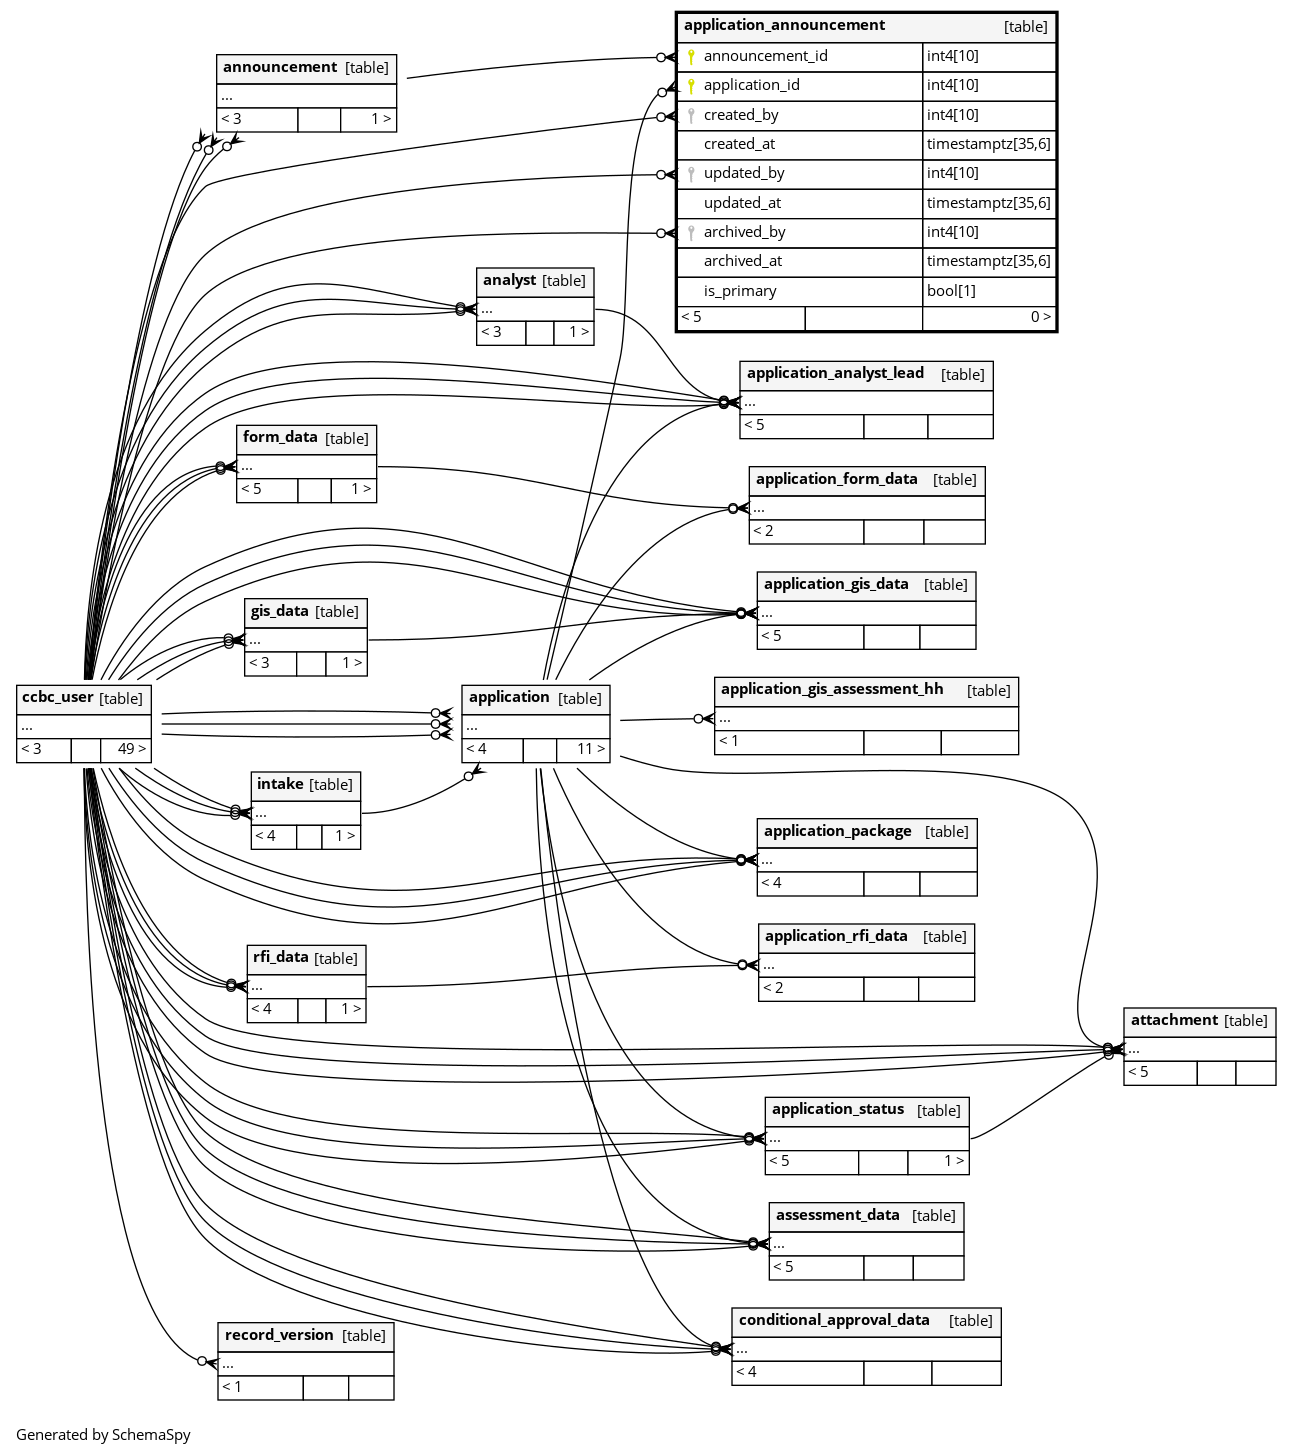 application_announcement [table]
announcement_id int4[10]
application_id int4[10]
created_by int4[10]
created_at timestamptz[35,6]
updated_by int4[10]
updated_at timestamptz[35,6]
archived_by int4[10]
archived_at timestamptz[35,6]
is_primary bool[1]
< 5 0 >
announcement [table]
...
< 3 1 >
analyst [table]
...
< 3 1 >
application_analyst_lead [table]
...
< 5
form_data [table]
...
< 5 1 >
application_form_data [table]
...
< 2
application_gis_data [table]
...
< 5
gis_data [table]
...
< 3 1 >
ccbc_user [table]
...
< 3 49 >
application [table]
...
< 4 11 >
application_gis_assessment_hh [table]
...
< 1
intake [table]
...
< 4 1 >
application_package [table]
...
< 4
rfi_data [table]
...
< 4 1 >
application_rfi_data [table]
...
< 2
attachment [table]
...
< 5
application_status [table]
...
< 5 1 >
assessment_data [table]
...
< 5
conditional_approval_data [table]
...
< 4
record_version [table]
...
< 1
Generated by SchemaSpy